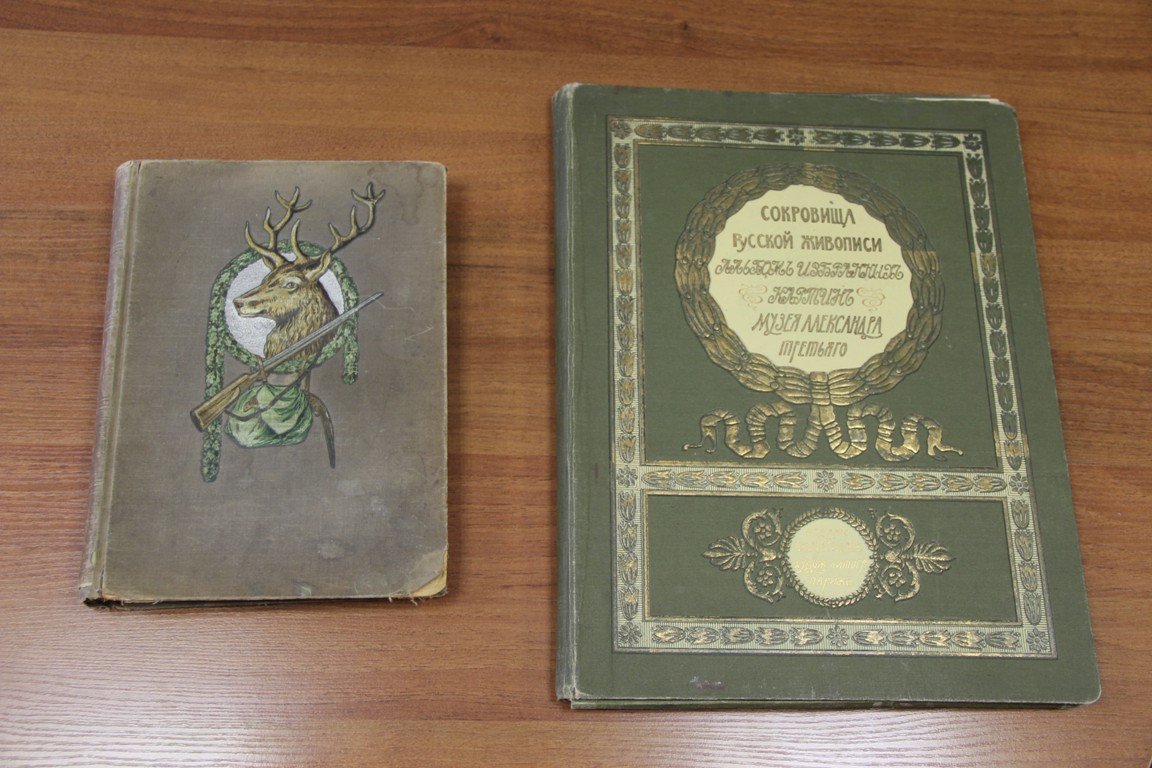 СОКРОВИЩА
РУССКОЙ ЖИВОПИСИ
АЛЬБОМЪ ИЗБРАННЫХЪ
КАРТИНЪ
МУЗЕЯ АЛЕКСАНДРА
ТРЕТЬЯГО